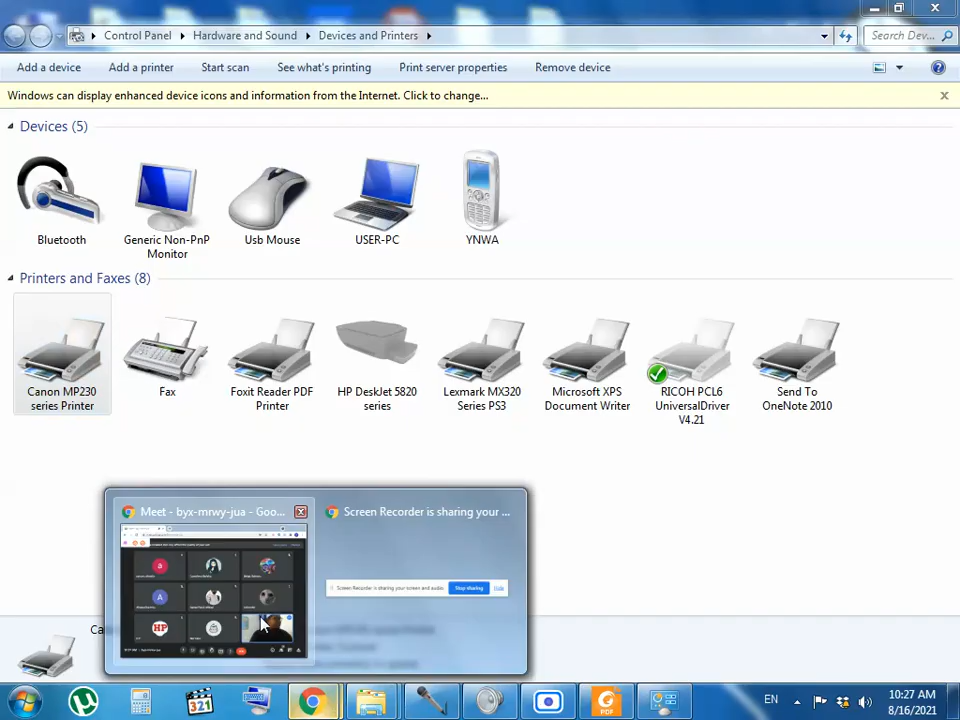 Control Panel Hardware and Sound Devices and Printers
Search Dev...
Add a device Add a printer Start scan See what's printing Print server properties Remove device
Windows can display enhanced device icons and information from the Internet. Click to change...
Devices (5)
Bluetooth
Generic Non-PnP
Monitor
Usb Mouse
USER-PC
YNWA
Printers and Faxes (8)
Canon MP230
series Printer
Fax
Foxit Reader PDF
Printer
HP DeskJet 5820
series
Lexmark MX320
Series PS3
Microsoft XPS
Document Writer
RICOH PCL6
UniversalDriver
V4.21
Send To
OneNote 2010
Meet - byx-mrwy-jua - Goo...
Screen Recorder is sharing your ...
Screen Recorder is sharing your screen and audio.
Stop sharing
Hide
a
A
HP
Ca
321
PDF
EN
10:27 AM
8/16/2021